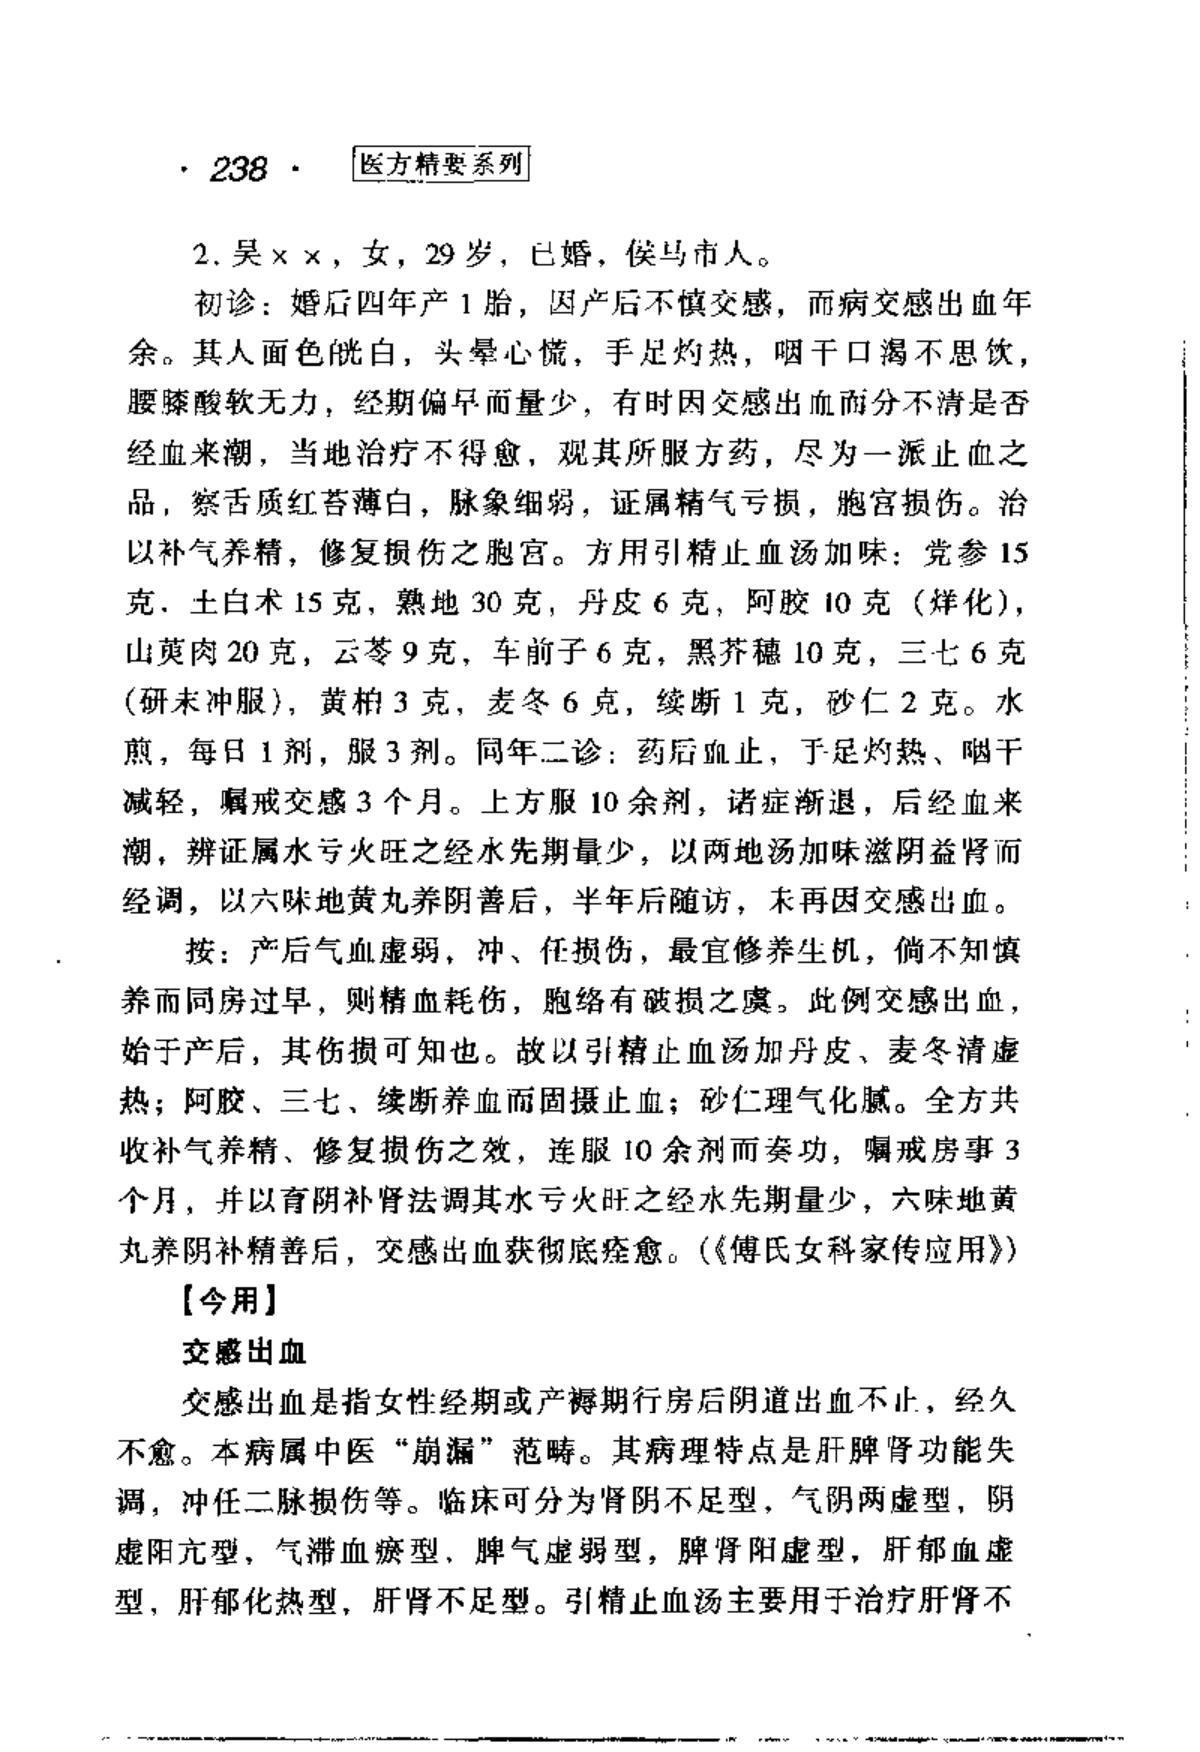 · 238 · 医方精要系列
2. 吴××，女，29岁，已婚，侯马市人。
初诊：婚后四年产1胎，因产后不慎交感，而病交感出血年
余。其人面色㿠白，头晕心慌，手足灼热，咽干口渴不思饮，
腰膝酸软无力，经期偏早而量少，有时因交感出血而分不清是否
经血来潮，当地治疗不得愈，观其所服方药，尽为一派止血之
品，察舌质红苔薄白，脉象细弱，证属精气亏损，胞宫损伤。治
以补气养精，修复损伤之胞宫。方用引精止血汤加味：党参15
克．土白术15克，熟地30克，丹皮6克，阿胶10克（烊化），
山萸肉20克，云苓9克，车前子6克，黑芥穗10克，三七6克
（研末冲服），黄柏3克，麦冬6克，续断1克，砂仁2克。水
煎，每日1剂，服3剂。同年二诊：药后血止，手足灼热、咽干
减轻，嘱戒交感3个月。上方服10余剂，诸症渐退，后经血来
潮，辨证属水亏火旺之经水先期量少，以两地汤加味滋阴益肾而
经调，以六味地黄丸养阴善后，半年后随访，未再因交感出血。
按：产后气血虚弱，冲、任损伤，最宜修养生机，倘不知慎
养而同房过早，则精血耗伤，胞络有破损之虞。此例交感出血，
始于产后，其伤损可知也。故以引精止血汤加丹皮、麦冬清虚
热；阿胶、三七、续断养血而固摄止血；砂仁理气化腻。全方共
收补气养精、修复损伤之效，连服10余剂而奏功，嘱戒房事3
个月，并以育阴补肾法调其水亏火旺之经水先期量少，六味地黄
丸养阴补精善后，交感出血获彻底痊愈。（《傅氏女科家传应用》）
【今用】
交感出血
交感出血是指女性经期或产褥期行房后阴道出血不止，经久
不愈。本病属中医“崩漏”范畴。其病理特点是肝脾肾功能失
调，冲任二脉损伤等。临床可分为肾阴不足型，气阴两虚型，阴
虚阳亢型，气滞血瘀型，脾气虚弱型，脾肾阳虚型，肝郁血虚
型，肝郁化热型，肝肾不足型。引精止血汤主要用于治疗肝肾不